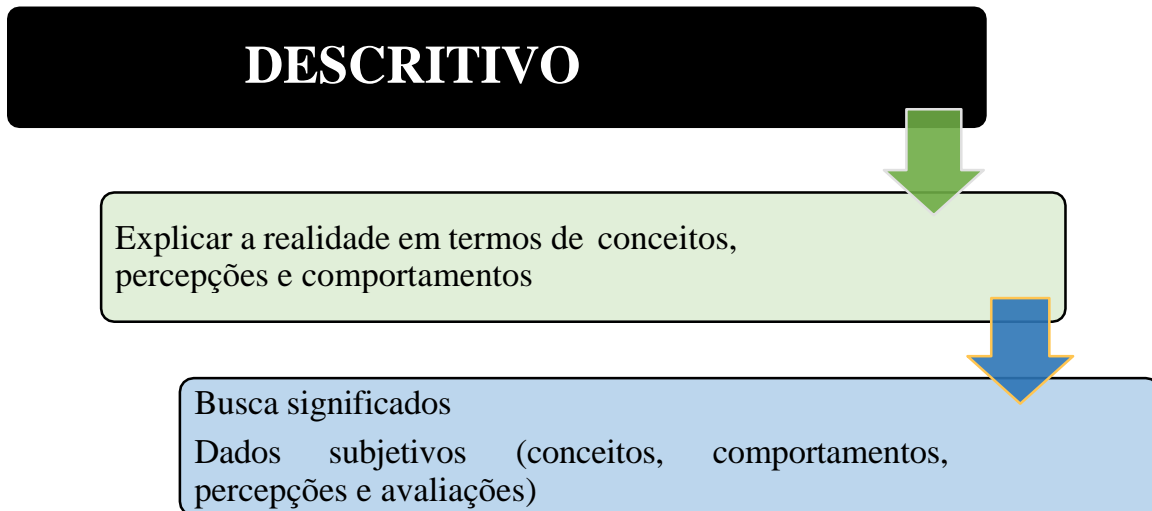 DESCRITIVO
Explicar a realidade em termos de conceitos,
percepções e comportamentos
Busca significados
Dados subjetivos (conceitos, comportamentos,
percepções e avaliações)